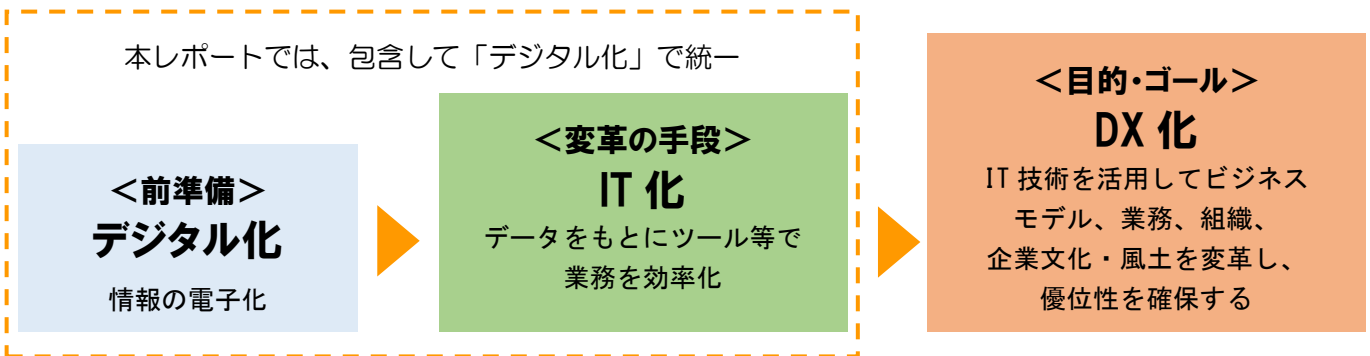 本レポートでは、包含して「デジタル化」で統一
＜前準備＞
デジタル化
情報の電子化
＜変革の手段＞
IT 化
データをもとにツール等で
業務を効率化
＜目的・ゴール＞
DX 化
IT 技術を活用してビジネス
モデル、業務、組織、
企業文化・風土を変革し、
優位性を確保する